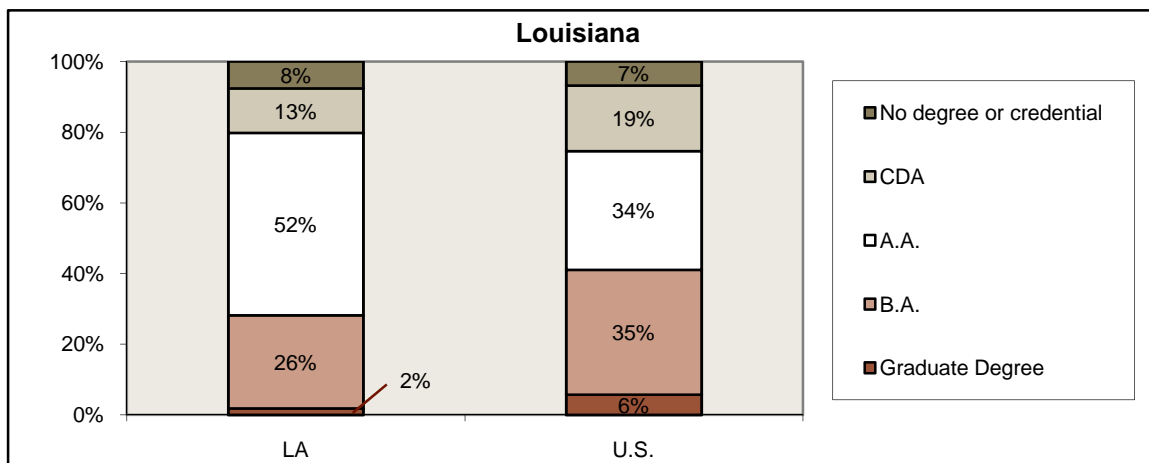 Louisiana
100%
80%
60%
40%
20%
0%
8%
13%
52%
26%
2%
7%
19%
34%
35%
6%
LA
U.S.
No degree or credential
CDA
A.A.
B.A.
Graduate Degree